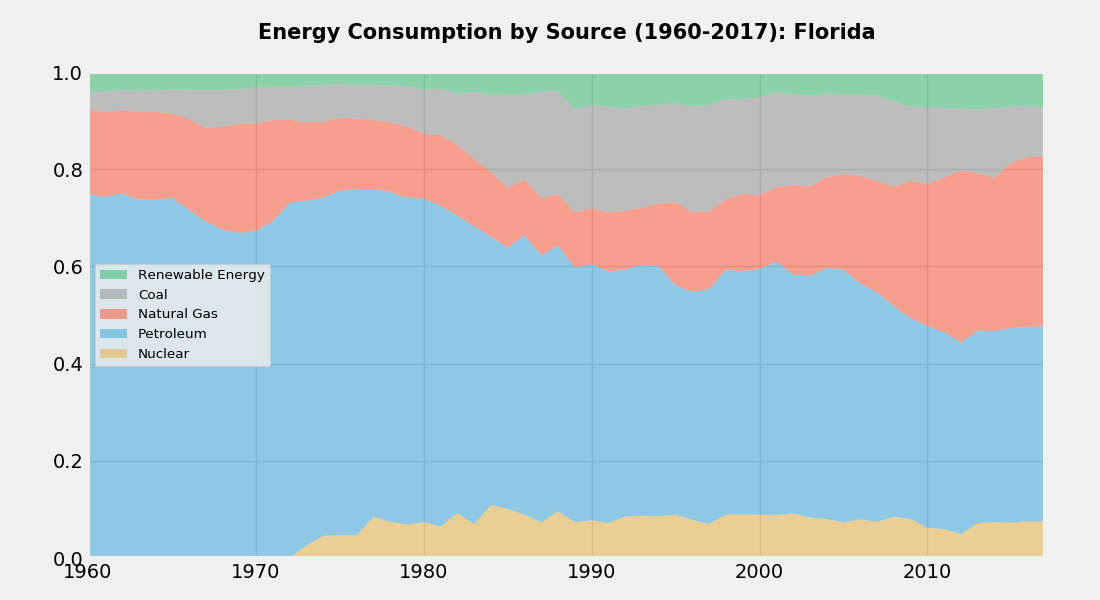 Energy Consumption by Source (1960-2017): Florida
1.0
0.8
0.6
0.4
0.2
0.0
Renewable Energy
Coal
Natural Gas
Petroleum
Nuclear
1960 1970 1980 1990 2000 2010